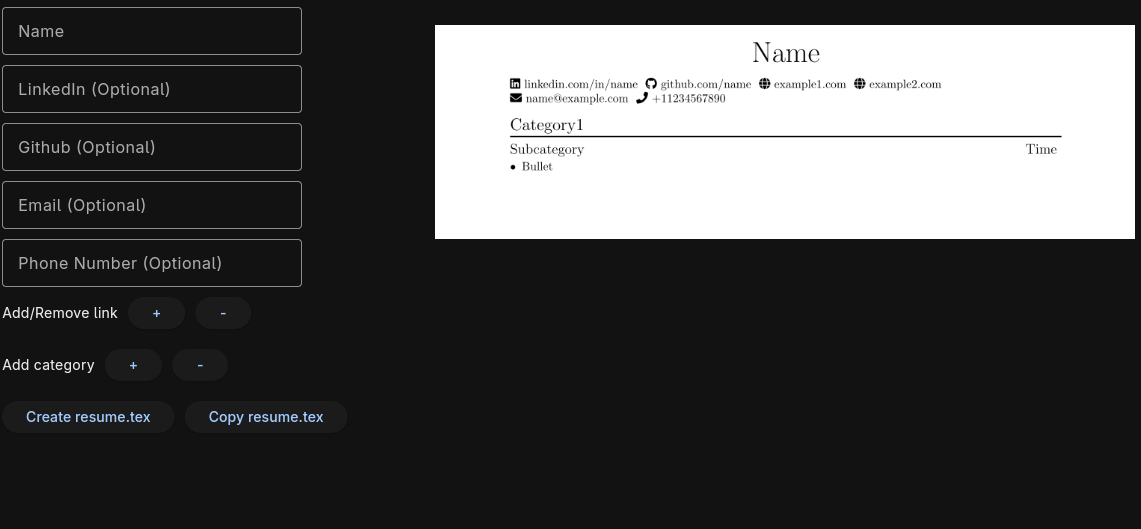 Name
LinkedIn (Optional)
Github (Optional)
Email (Optional)
Phone Number (Optional)
Add/Remove link + -
Add category + -
Create resume.tex Copy resume.tex
Name
linkedin.com/in/name github.com/name example1.com example2.com
name@example.com +11234567890
Category1
Subcategory Time
• Bullet